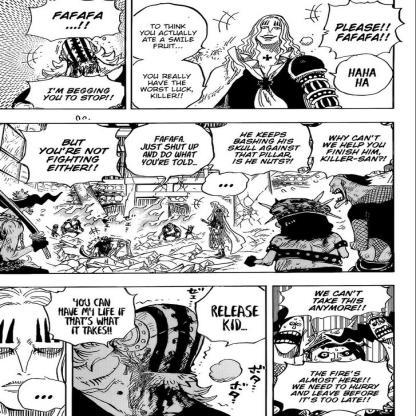 PLEASE!!
FAFAFA!!
HAHA
HA
TO THINK
YOU ACTUALLY
ATE A SMILE
FRUIT...
YOU REALLY
HAVE THE
WORST LUCK,
KILLER!!
FAFAFA
...!!
I'M BEGGING
YOU TO STOP!!
WHY CAN'T
WE HELP YOU
FINISH HIM,
KILLER-SAN?!
HE KEEPS
BASHING HIS
SKULL AGAINST
THAT PILLAR,
IS HE NUTS?!
...
FAFAFA.
JUST SHUT UP
AND DO WHAT
YOU'RE TOLD...
BUT
YOU'RE NOT
FIGHTING
EITHER!!
WE CAN'T
TAKE THIS
ANYMORE!!
THE FIRE'S
ALMOST HERE!!
WE NEED TO HURRY
AND LEAVE BEFORE
IT'S TOO LATE!!
RELEASE
KID...
YOU CAN
HAVE MY LIFE IF
THAT'S WHAT
IT TAKES!!
...